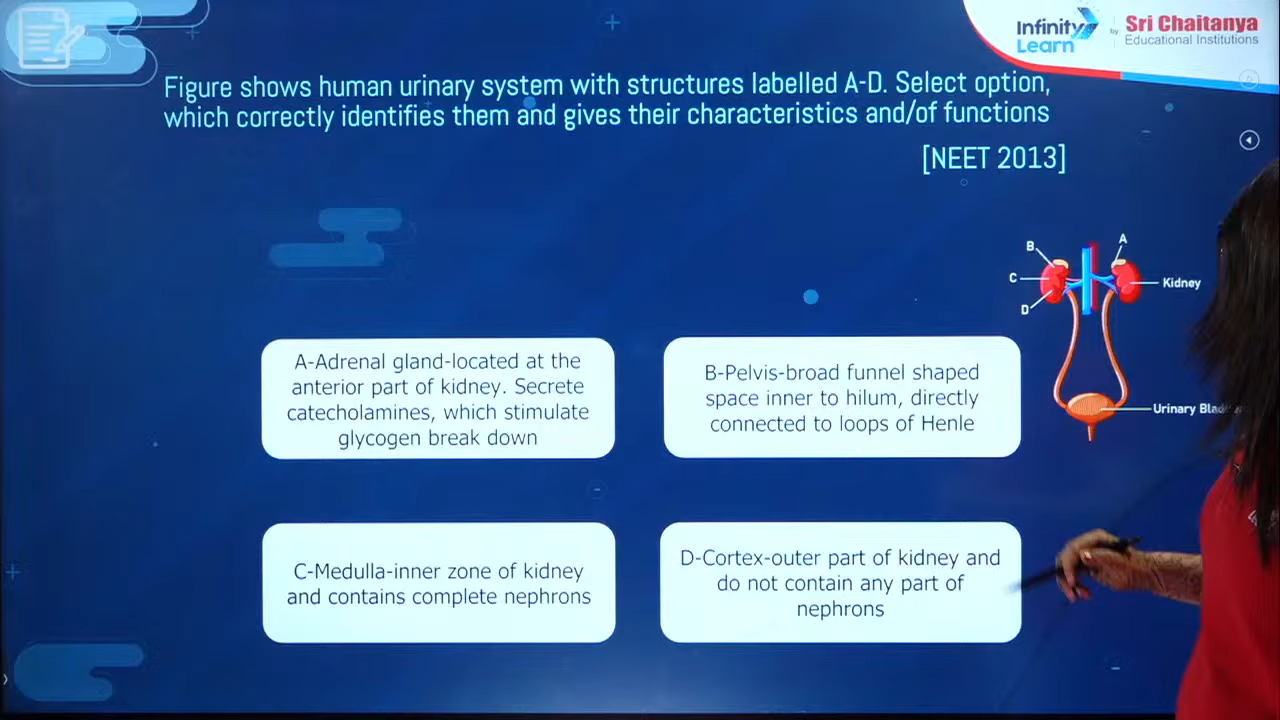 Infinity
Learn
by
Sri Chaitanya
Educational Institutions
Figure shows human urinary system with structures labelled A-D. Select option,
which correctly identifies them and gives their characteristics and/of functions
[NEET 2013]
B
A
C
Kidney
D
Urinary
A-Adrenal gland-located at the
anterior part of kidney. Secrete
catecholamines, which stimulate
glycogen break down
B-Pelvis-broad funnel shaped
space inner to hilum, directly
connected to loops of Henle
C-Medulla-inner zone of kidney
and contains complete nephrons
D-Cortex-outer part of kidney and
do not contain any part of
nephrons